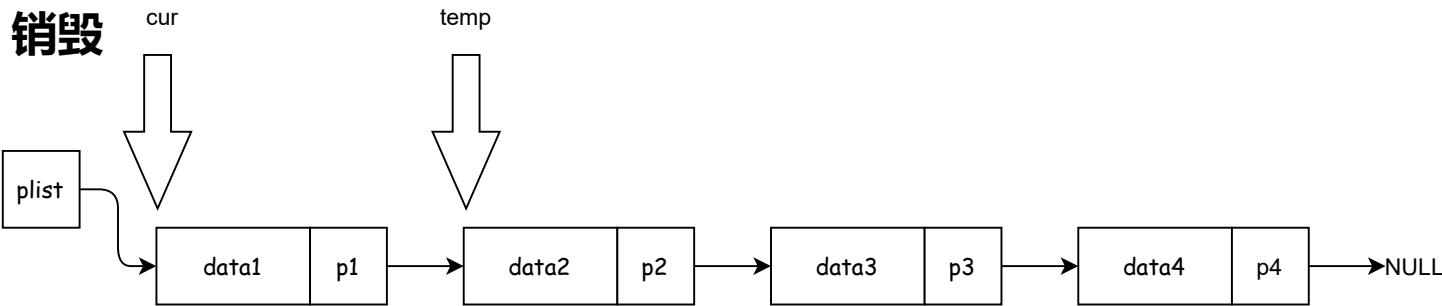 销毁
cur
temp
plist
data1
p1
data2
p2
data3
p3
data4
p4
NULL